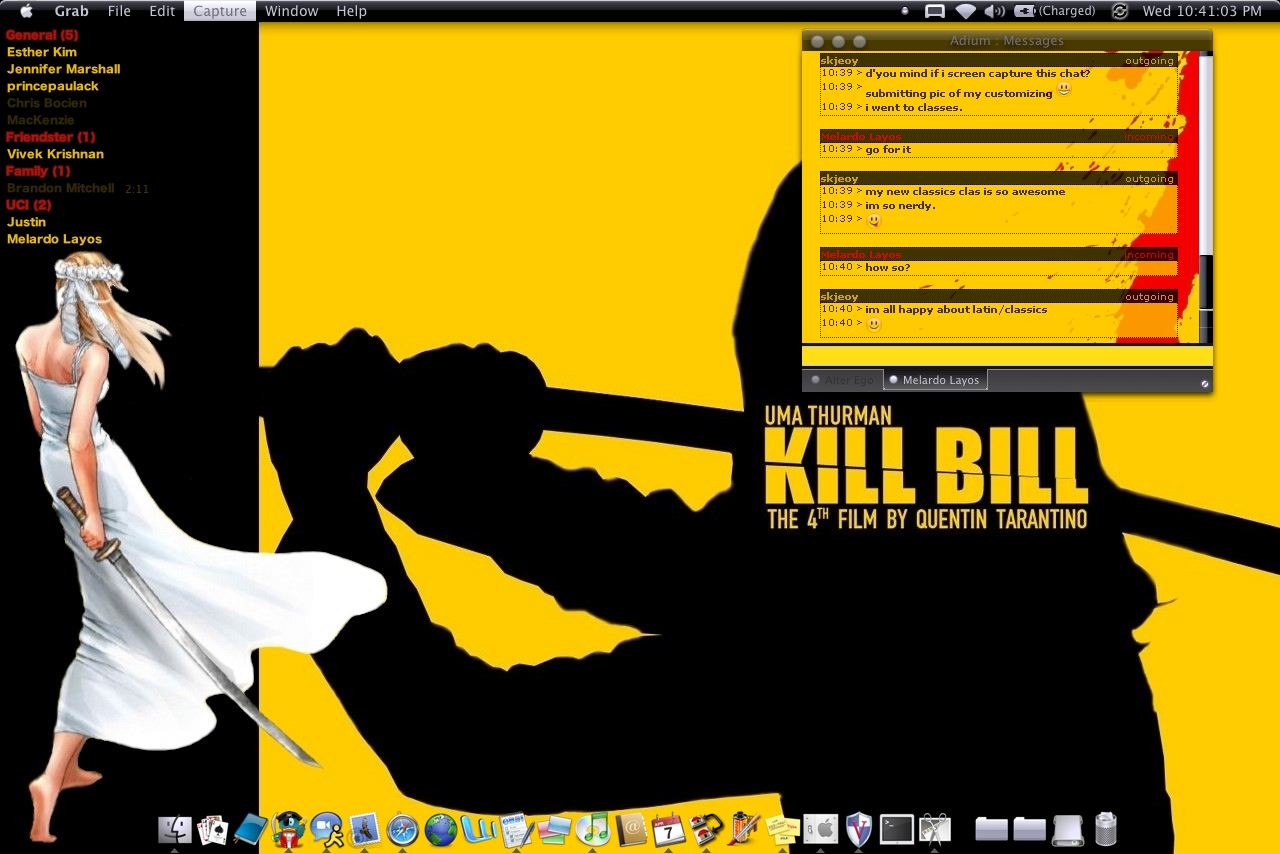 Grab File Edit Capture Window Help
(Charged) Wed 10:41:03 PM
General (5)
Esther Kim
Jennifer Marshall
princepaulack
Chris Bocien
MacKenzie
Friendster (1)
Vivek Krishnan
Family (1)
Brandon Mitchell 2:11
UCI (2)
Justin
Melardo Layos
Adium : Messages
skjeoy outgoing
10:39 > d'you mind if i screen capture this chat?
10:39 > submitting pic of my customizing
10:39 > i went to classes.
Melardo Layos incoming
10:39 > go for it
skjeoy outgoing
10:39 > my new classics clas is so awesome
10:39 > im so nerdy.
10:39 >
Melardo Layos incoming
10:40 > how so?
skjeoy outgoing
10:40 > im all happy about latin/classics
10:40 >
Alter Ego Melardo Layos
UMA THURMAN
KILL BILL
THE 4TH FILM BY QUENTIN TARANTINO
7